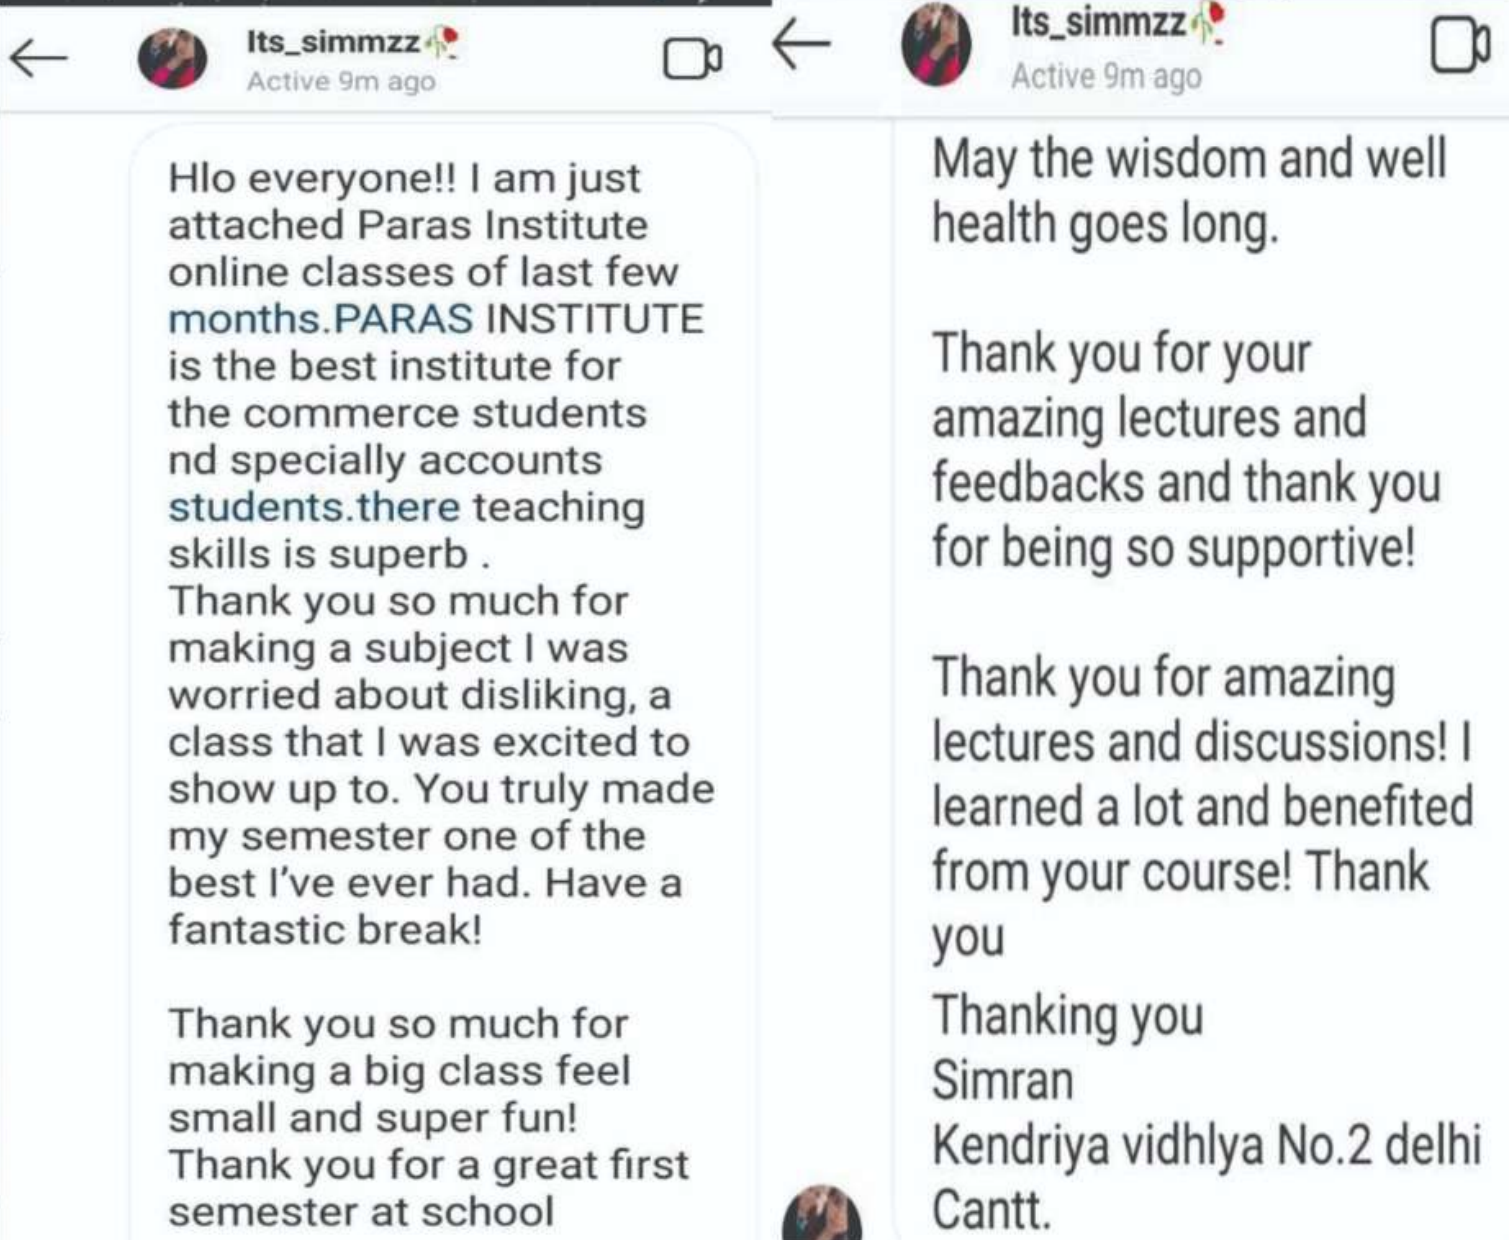 Its_simmzz🥀
Active 9m ago
Hlo everyone!! I am just
attached Paras Institute
online classes of last few
months.PARAS INSTITUTE
is the best institute for
the commerce students
nd specially accounts
students.there teaching
skills is superb .
Thank you so much for
making a subject I was
worried about disliking, a
class that I was excited to
show up to. You truly made
my semester one of the
best I've ever had. Have a
fantastic break!
Thank you so much for
making a big class feel
small and super fun!
Thank you for a great first
semester at school
Its_simmzz🥀
Active 9m ago
May the wisdom and well
health goes long.
Thank you for your
amazing lectures and
feedbacks and thank you
for being so supportive!
Thank you for amazing
lectures and discussions! I
learned a lot and benefited
from your course! Thank
you
Thanking you
Simran
Kendriya vidhlya No.2 delhi
Cantt.